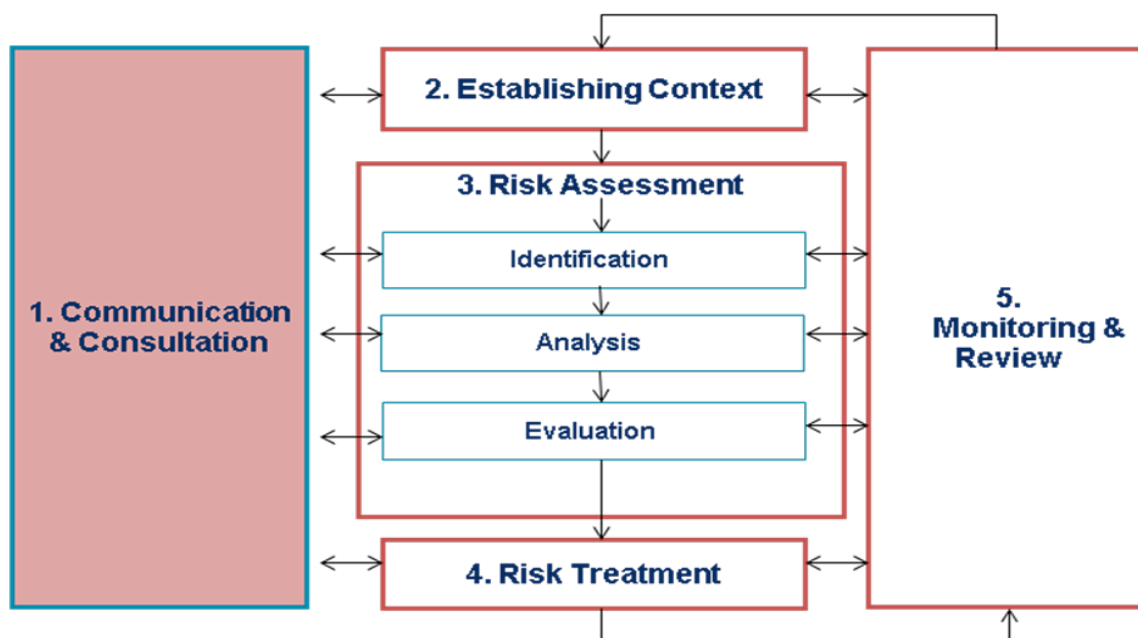 1. Communication
& Consultation
2. Establishing Context
3. Risk Assessment
Identification
Analysis
Evaluation
4. Risk Treatment
5.
Monitoring &
Review